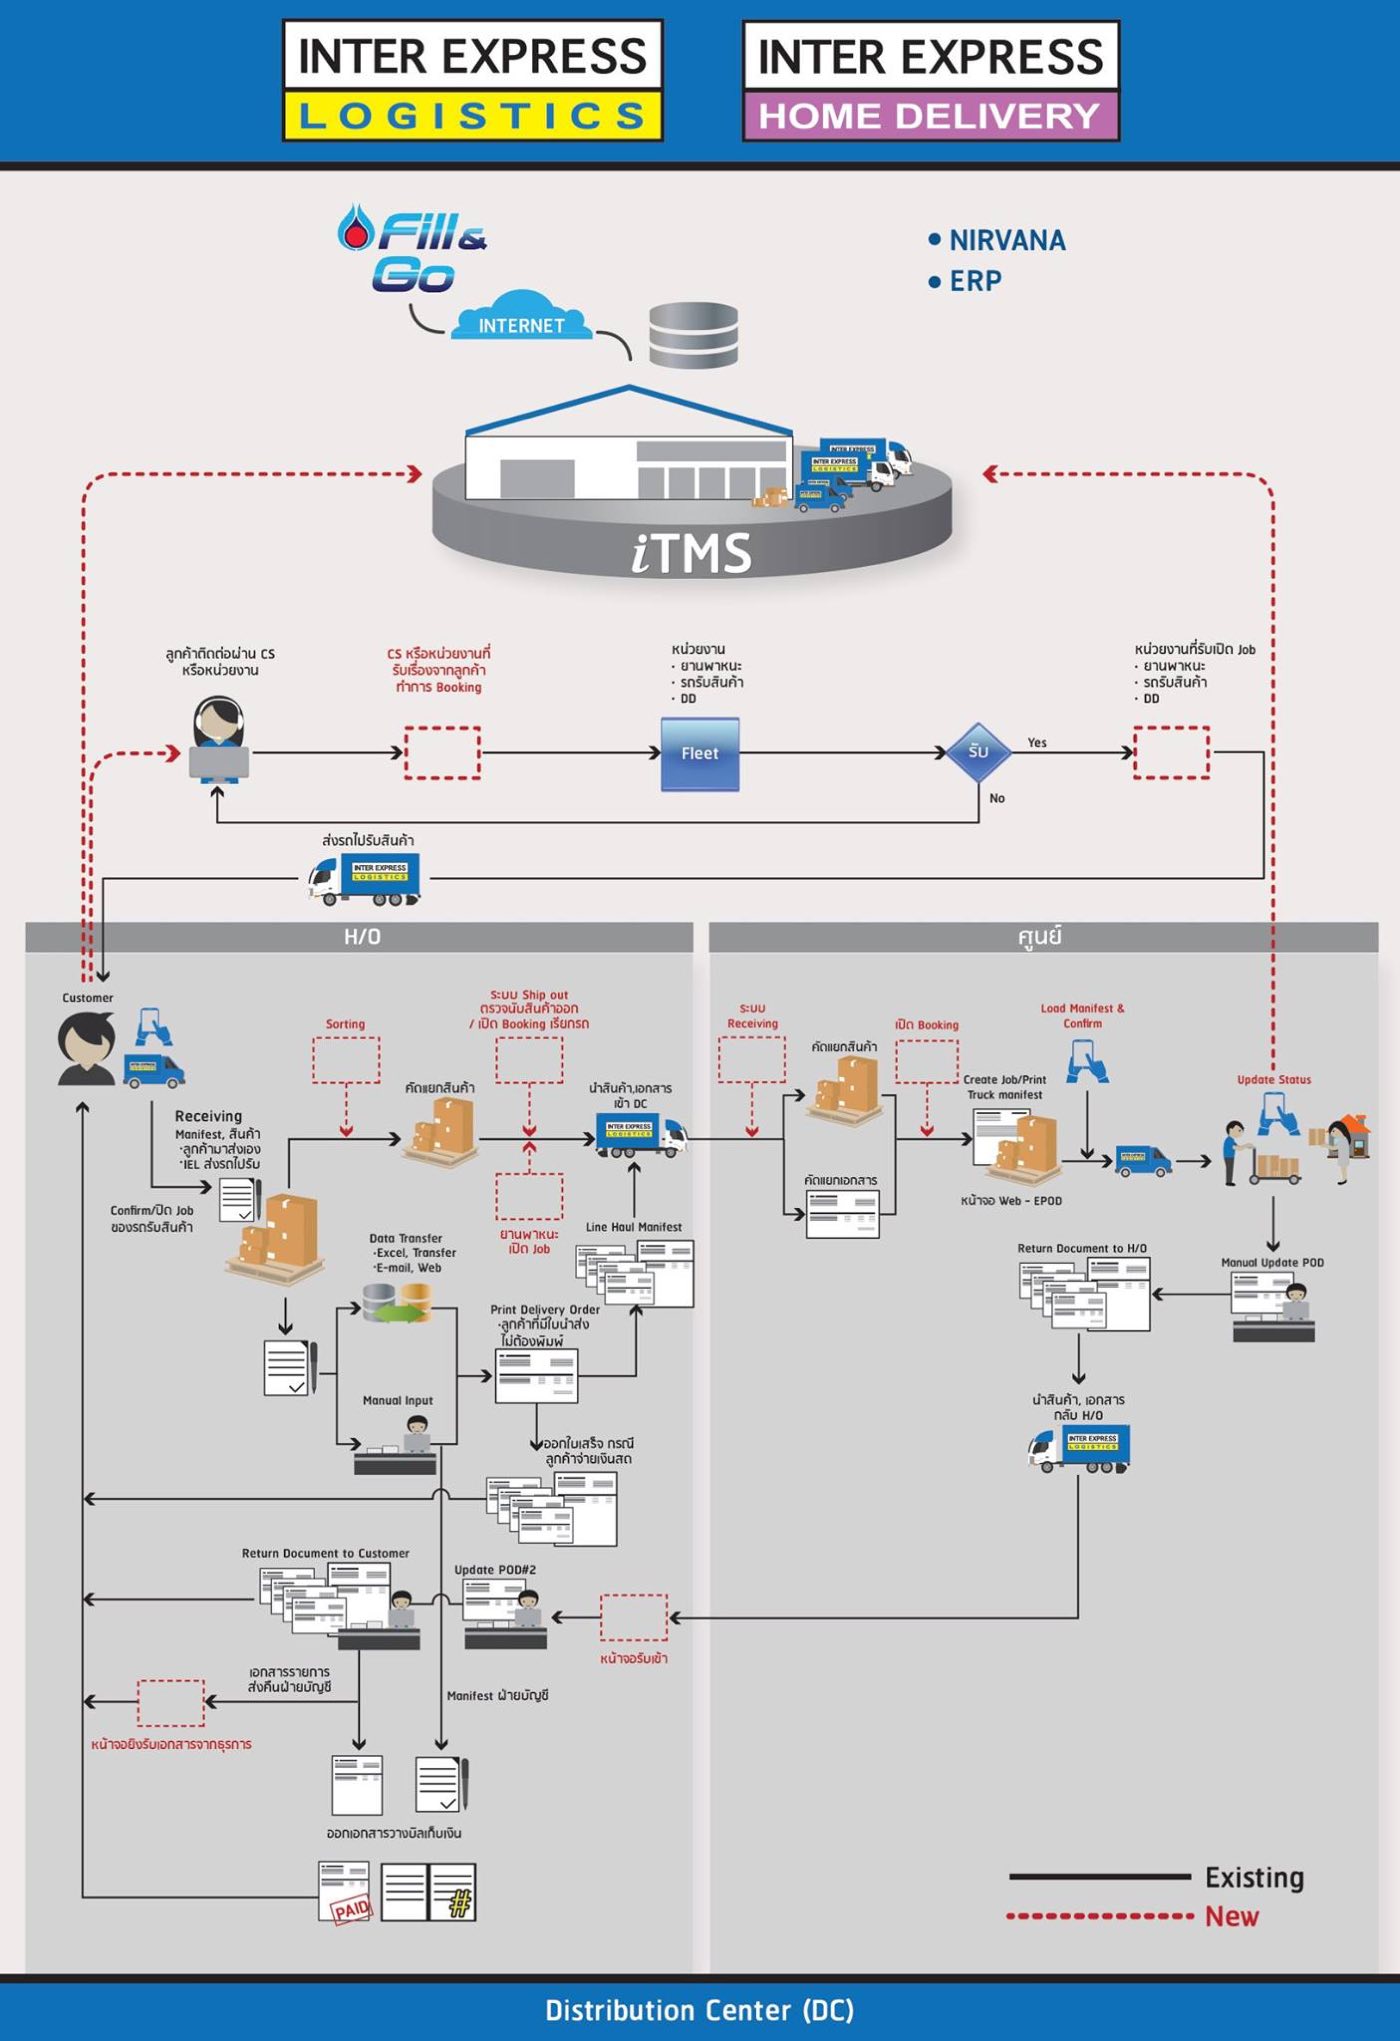 INTER EXPRESS
LOGISTICS
INTER EXPRESS
HOME DELIVERY
Fill &
Go
• NIRVANA
• ERP
INTERNET
INTER EXPRESS
LOGISTICS
iTMS
ลูกค้าติดต่อผ่าน CS
หรือหน่วยงาน
CS หรือหน่วยงานที่
รับเรื่องจากลูกค้า
ทำการ Booking
หน่วยงาน
· ยานพาหนะ
· รถรับสินค้า
· DD
หน่วยงานที่รับเปิด Job
· ยานพาหนะ
· รถรับสินค้า
· DD
Fleet
รับ
Yes
No
ส่งรถไปรับสินค้า
INTER EXPRESS
LOGISTICS
H/O
ศูนย์
Customer
Sorting
ระบบ Ship out
ตรวจนับสินค้าออก
/ เปิด Booking เรียกรถ
ระบบ
Receiving
คัดแยกสินค้า
เปิด Booking
Load Manifest &
Confirm
Create Job/Print
Truck manifest
Update Status
คัดแยกสินค้า
นำสินค้า,เอกสาร
เข้า DC
INTER EXPRESS
LOGISTICS
Receiving
Manifest, สินค้า
·ลูกค้ามาส่งเอง
·IEL ส่งรถไปรับ
Confirm/ปิด Job
ของรถรับสินค้า
คัดแยกเอกสาร
หน้าจอ Web - EPOD
ยานพาหนะ
เปิด Job
Line Haul Manifest
Data Transfer
·Excel, Transfer
·E-mail, Web
Return Document to H/O
Manual Update POD
Print Delivery Order
·ลูกค้าที่มีใบนำส่ง
ไม่ต้องพิมพ์
Manual Input
นำสินค้า, เอกสาร
กลับ H/O
INTER EXPRESS
LOGISTICS
ออกใบเสร็จ กรณี
ลูกค้าจ่ายเงินสด
Return Document to Customer
Update POD#2
หน้าจอรับเข้า
เอกสารรายการ
ส่งคืนฝ่ายบัญชี
Manifest ฝ่ายบัญชี
หน้าจอยิงรับเอกสารจากธุรการ
ออกเอกสารวางบิลเก็บเงิน
PAID
#
Existing
New
Distribution Center (DC)